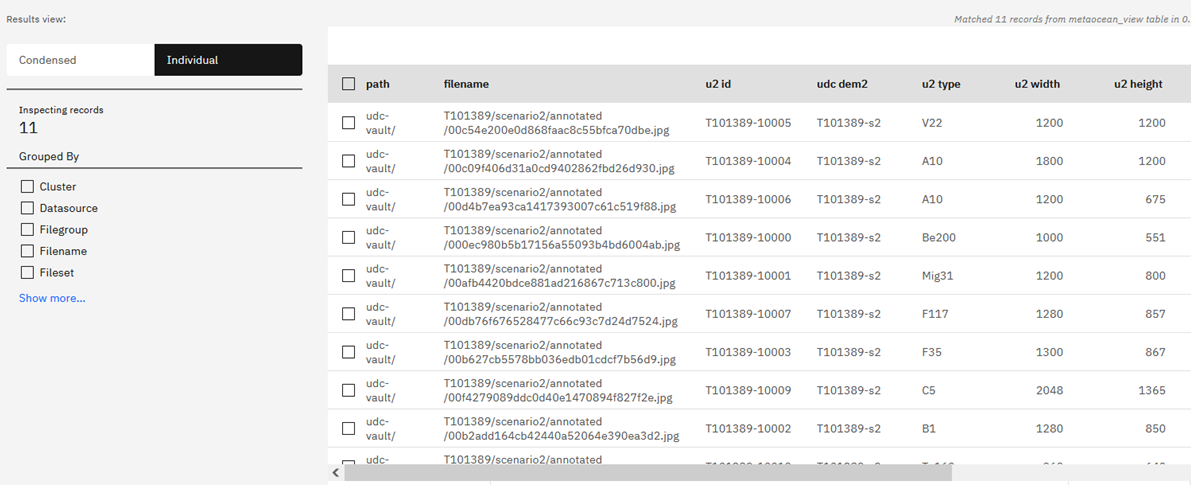 Results view:
Matched 11 records from metaocean_view table in 0.
Condensed
Individual
Inspecting records
11
Grouped By
Cluster
Datasource
Filegroup
Filename
Fileset
Show more...
path filename u2 id udc dem2 u2 type u2 width u2 height
udc- T101389/scenario2/annotated
vault/ /00c54e200e0d868faac8c55bfca70dbe.jpg T101389-10005 T101389-s2 V22 1200 1200
udc- T101389/scenario2/annotated
vault/ /00c09f406d31a0cd9402862fbd26d930.jpg T101389-10004 T101389-s2 A10 1800 1200
udc- T101389/scenario2/annotated
vault/ /00d4b7ea93ca1417393007c61c519f88.jpg T101389-10006 T101389-s2 A10 1200 675
udc- T101389/scenario2/annotated
vault/ /000ec980b5b17156a55093b4bd6004ab.jpg T101389-10000 T101389-s2 Be200 1000 551
udc- T101389/scenario2/annotated
vault/ /00afb4420bdce881ad216867c713c800.jpg T101389-10001 T101389-s2 Mig31 1200 800
udc- T101389/scenario2/annotated
vault/ /00db76f676528477c66c93c7d24d7524.jpg T101389-10007 T101389-s2 F117 1280 857
udc- T101389/scenario2/annotated
vault/ /00b627cb5578bb036edb01cdcf7b56d9.jpg T101389-10003 T101389-s2 F35 1300 867
udc- T101389/scenario2/annotated
vault/ /00f4279089ddc0d40e1470894f827f2e.jpg T101389-10009 T101389-s2 C5 2048 1365
udc- T101389/scenario2/annotated
vault/ /00b2add164cb42440a52064e390ea3d2.jpg T101389-10002 T101389-s2 B1 1280 850
udc- T101389/scenario2/annotated